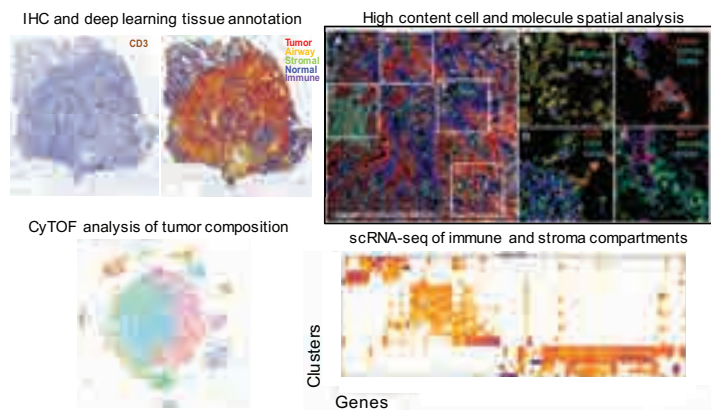 IHC and deep learning tissue annotation
CD3
Tumor
Airway
Stromal
Normal
Immune
High content cell and molecule spatial analysis
CyTOF analysis of tumor composition
scRNA-seq of immune and stroma compartments
Clusters
Genes